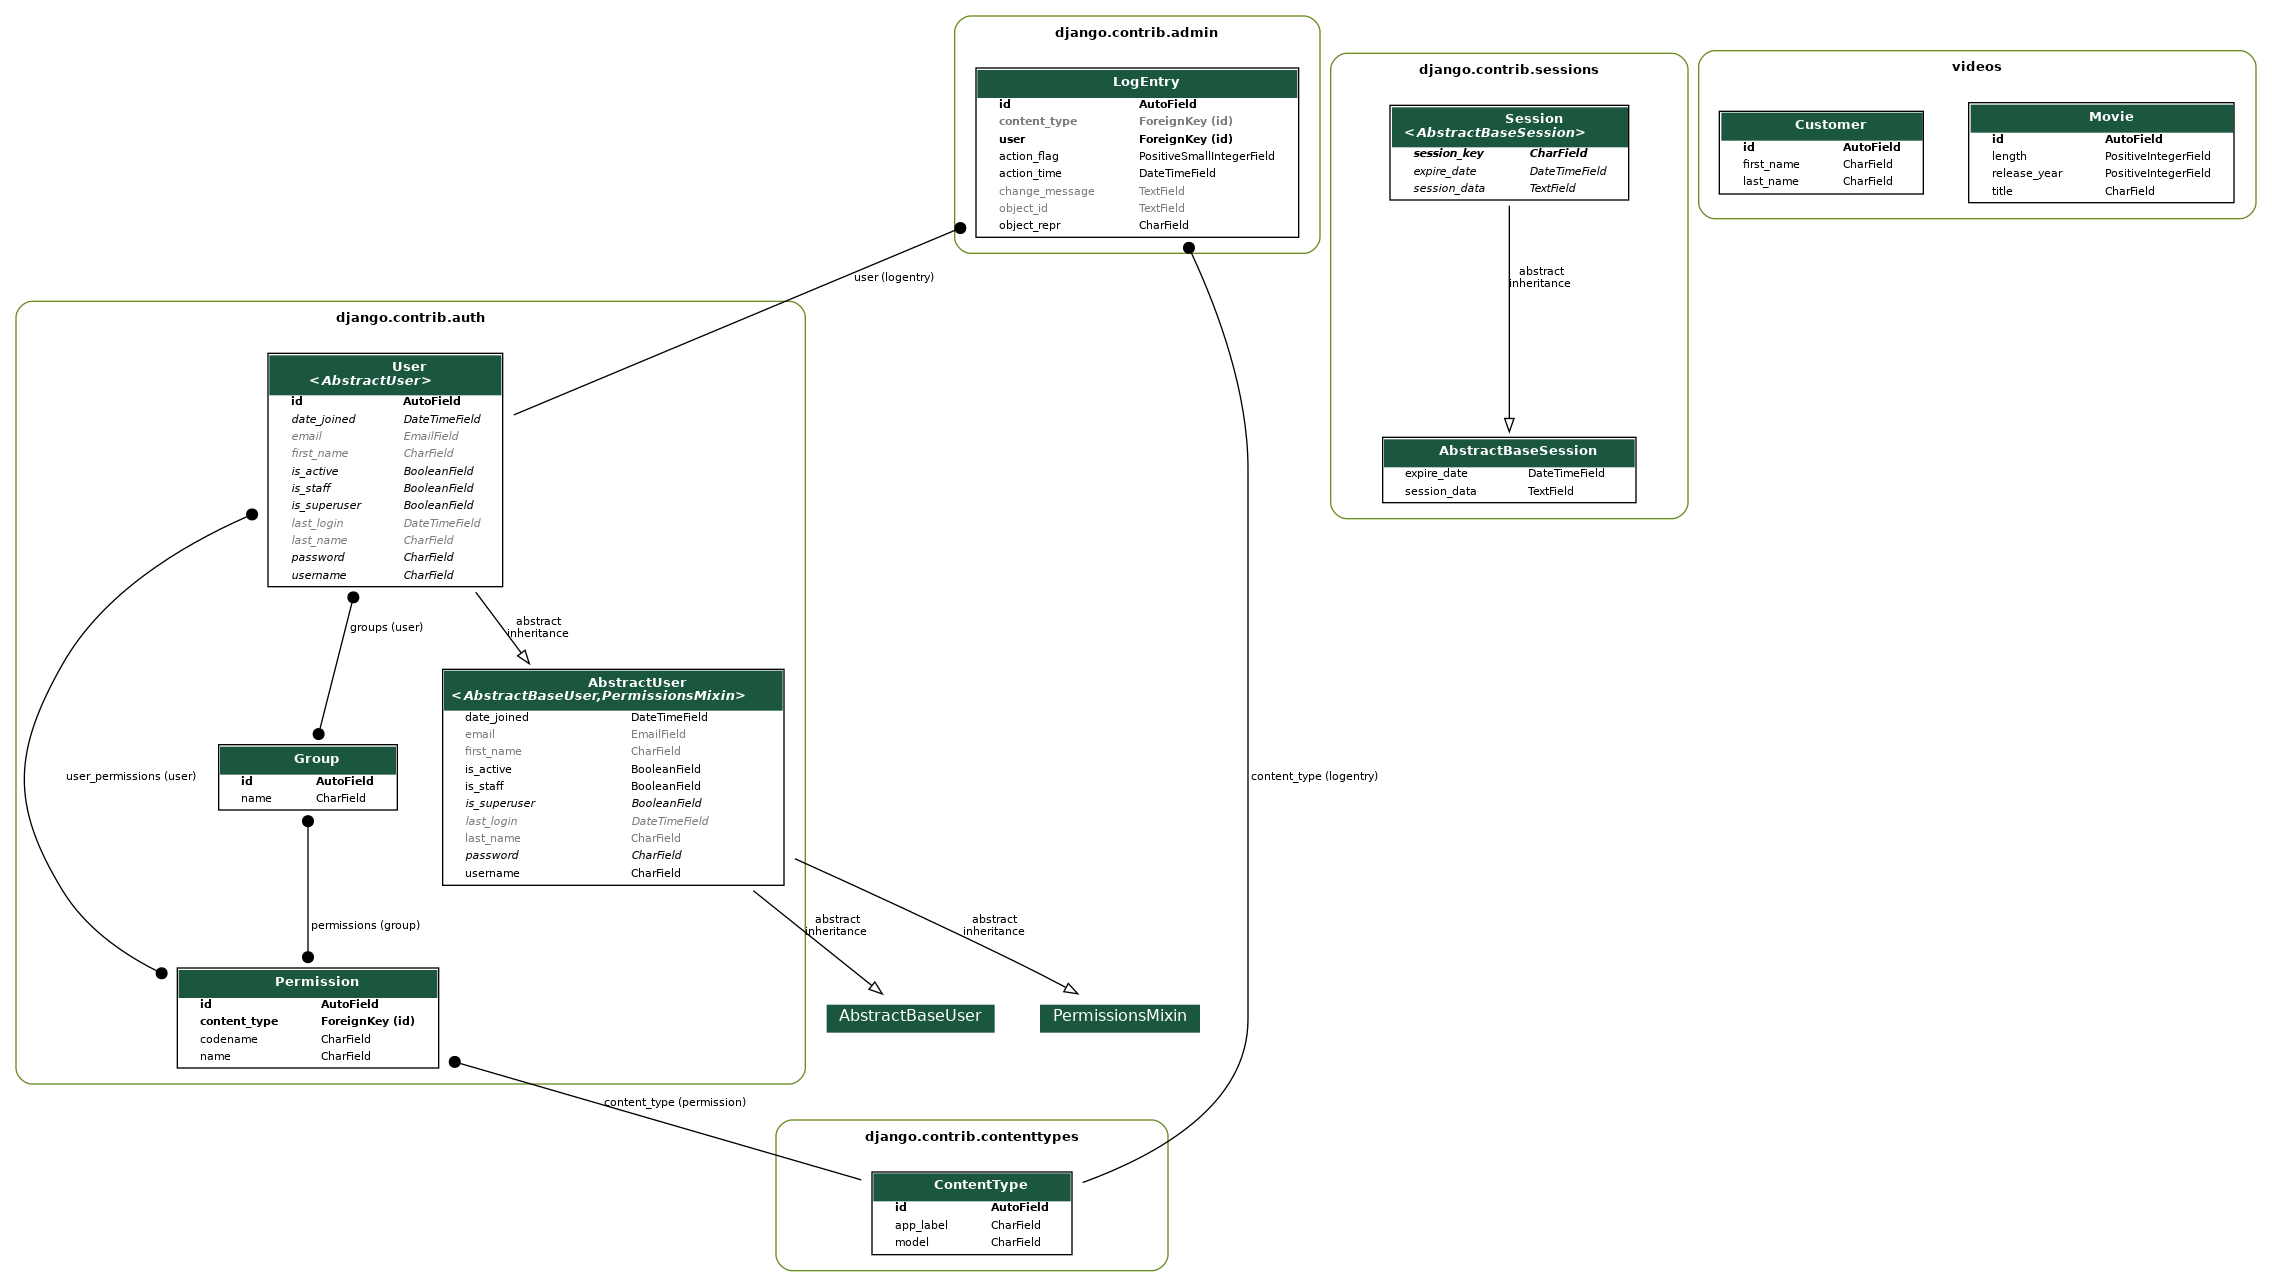 django.contrib.admin
LogEntry
id AutoField
content_type ForeignKey (id)
user ForeignKey (id)
action_flag PositiveSmallIntegerField
action_time DateTimeField
change_message TextField
object_id TextField
object_repr CharField
django.contrib.sessions
Session
<AbstractBaseSession>
session_key CharField
expire_date DateTimeField
session_data TextField
abstract
inheritance
AbstractBaseSession
expire_date DateTimeField
session_data TextField
videos
Customer
id AutoField
first_name CharField
last_name CharField
Movie
id AutoField
length PositiveIntegerField
release_year PositiveIntegerField
title CharField
user (logentry)
django.contrib.auth
User
<AbstractUser>
id AutoField
date_joined DateTimeField
email EmailField
first_name CharField
is_active BooleanField
is_staff BooleanField
is_superuser BooleanField
last_login DateTimeField
last_name CharField
password CharField
username CharField
groups (user)
abstract
inheritance
AbstractUser
<AbstractBaseUser,PermissionsMixin>
date_joined DateTimeField
email EmailField
first_name CharField
is_active BooleanField
is_staff BooleanField
is_superuser BooleanField
last_login DateTimeField
last_name CharField
password CharField
username CharField
user_permissions (user)
Group
id AutoField
name CharField
content_type (logentry)
permissions (group)
abstract
inheritance
abstract
inheritance
Permission
id AutoField
content_type ForeignKey (id)
codename CharField
name CharField
AbstractBaseUser
PermissionsMixin
content_type (permission)
django.contrib.contenttypes
ContentType
id AutoField
app_label CharField
model CharField